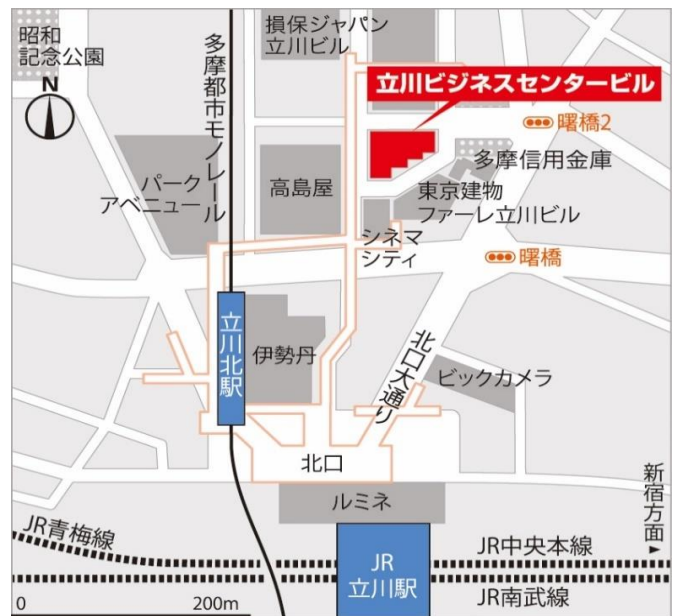 昭和
記念公園
N
多摩都市モノレール
損保ジャパン
立川ビル
立川ビジネスセンタービル
曙橋2
多摩信用金庫
パーク
アベニュー
高島屋
東京建物
ファーレ立川ビル
シネマ
シティ
曙橋
立川北駅
伊勢丹
北口大通り
ビックカメラ
北口
新宿方面
ルミネ
JR青梅線
JR
立川駅
JR中央本線
JR南武線
0
200m